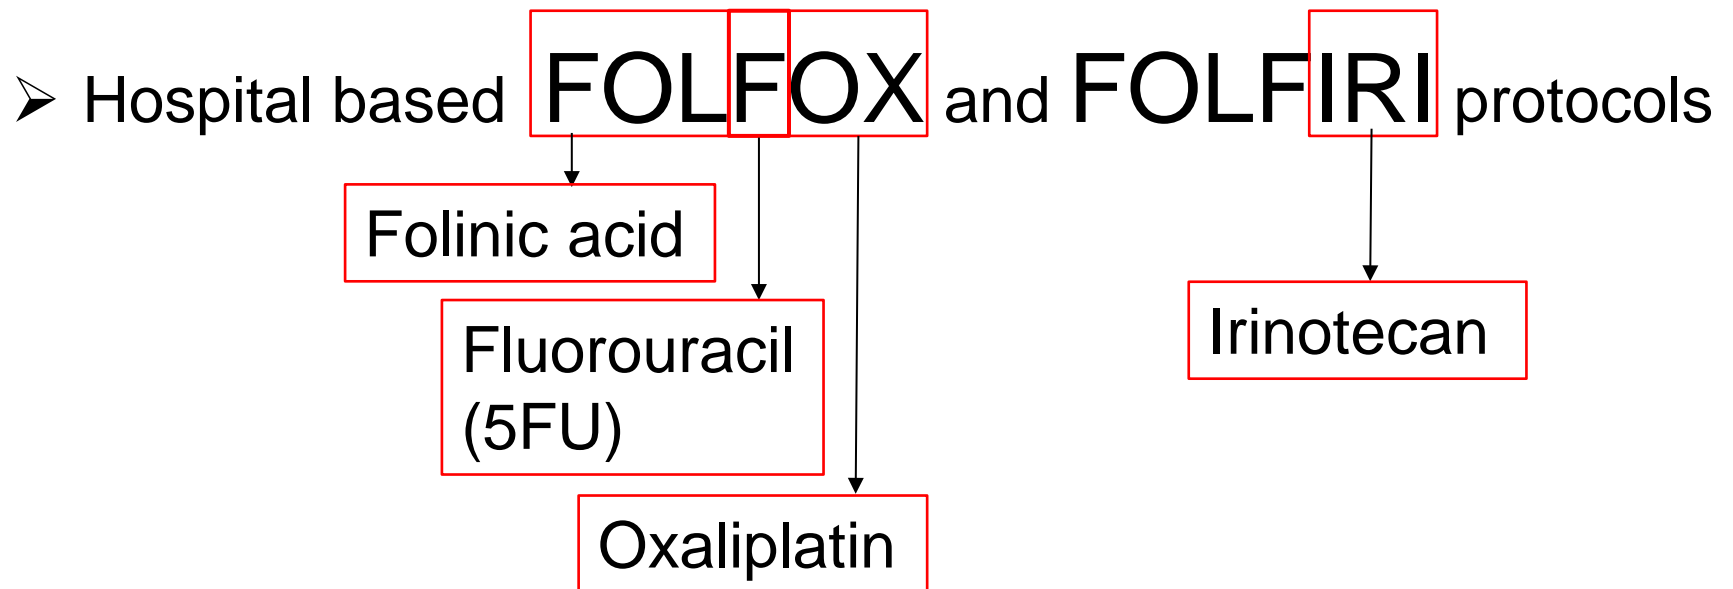 ➢ Hospital based FOLFOX and FOLFIRI protocols
Folinic acid
Fluorouracil
(5FU)
Oxaliplatin
Irinotecan